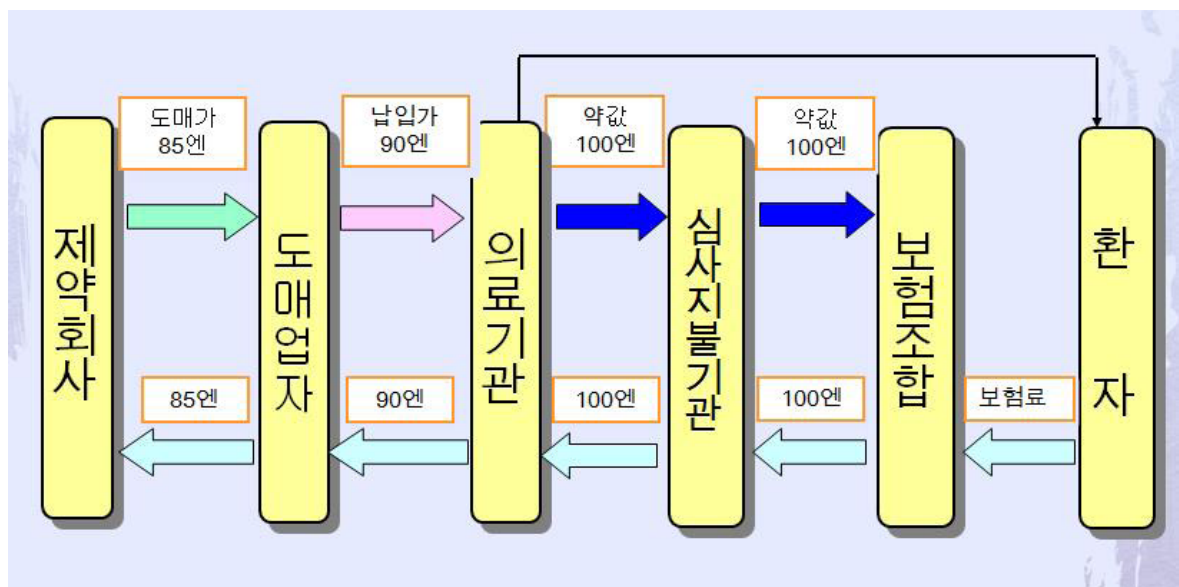 도매가
85엔
납입가
90엔
약값
100엔
약값
100엔
제약회사
도매업자
의료기관
심사지불기관
보험조합
환자
85엔
90엔
100엔
100엔
보험료